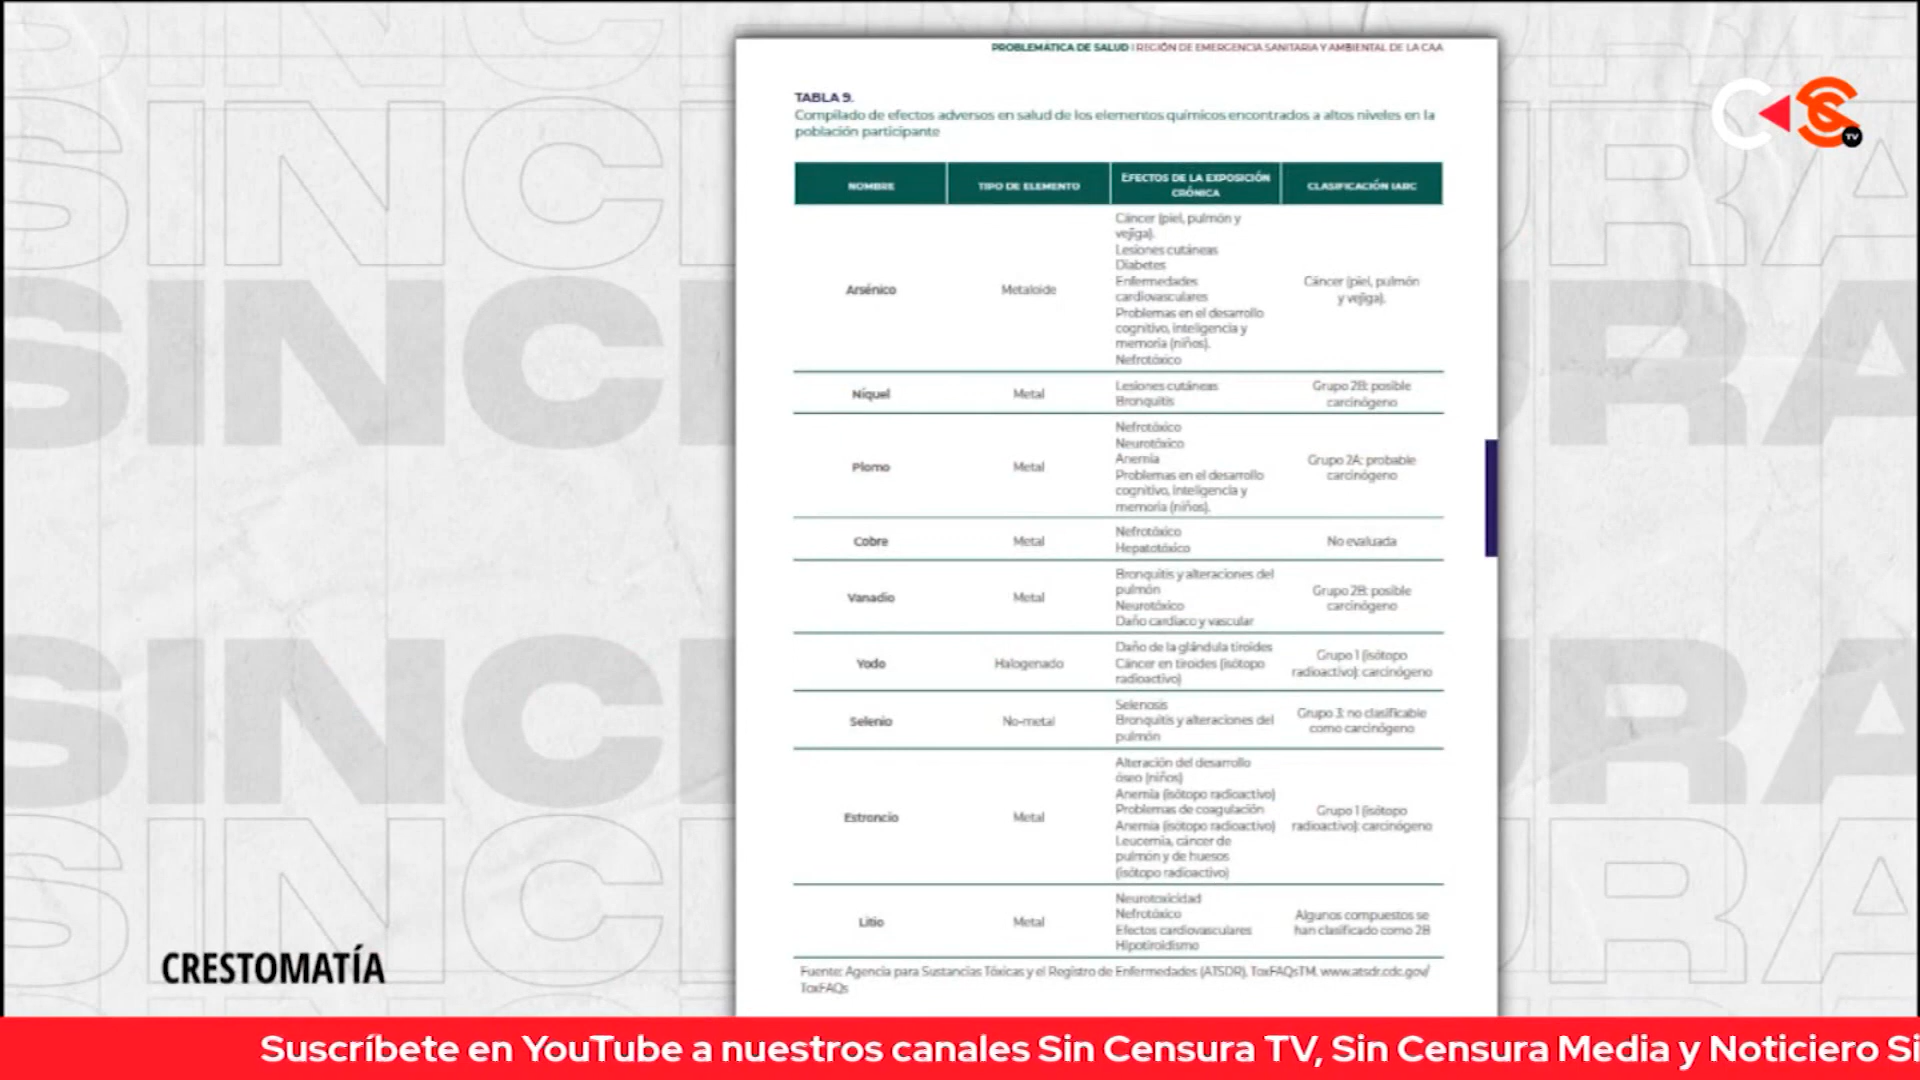 PROBLEMÁTICA DE SALUD | REGIÓN DE EMERGENCIA SANITARIA Y AMBIENTAL DE LA CAA
TABLA 9.
Compilado de efectos adversos en salud de los elementos químicos encontrados a altos niveles en la
población participante
NOMBRE
TIPO DE ELEMENTO
EFECTOS DE LA EXPOSICIÓN
CRÓNICA
CLASIFICACIÓN IARC
Arsénico
Metaloide
Cáncer (piel, pulmón y
vejiga).
Lesiones cutáneas
Diabetes
Enfermedades
cardiovasculares
Problemas en el desarrollo
cognitivo, inteligencia y
memoria (niños).
Nefrotóxico
Cáncer (piel, pulmón
y vejiga).
Níquel
Metal
Lesiones cutáneas
Bronquitis
Grupo 2B: posible
carcinógeno
Plomo
Metal
Nefrotóxico
Neurotóxico
Anemia
Problemas en el desarrollo
cognitivo, inteligencia y
memoria (niños).
Grupo 2A: probable
carcinógeno
Cobre
Metal
Nefrotóxico
Hepatotóxico
No evaluada
Vanadio
Metal
Bronquitis y alteraciones del
pulmón
Neurotóxico
Daño cardiaco y vascular
Grupo 2B: posible
carcinógeno
Yodo
Halogenado
Daño de la glándula tiroides
Cáncer en tiroides (isótopo
radioactivo)
Grupo 1 (isótopo
radioactivo): carcinógeno
Selenio
No-metal
Selenosis
Bronquitis y alteraciones del
pulmón
Grupo 3: no clasificable
como carcinógeno
Estroncio
Metal
Alteración del desarrollo
óseo (niños)
Anemia (isótopo radioactivo)
Problemas de coagulación
Anemia (isótopo radioactivo)
Leucemia, cáncer de
pulmón y de huesos
(isótopo radioactivo)
Grupo 1 (isótopo
radioactivo): carcinógeno
Litio
Metal
Neurotoxicidad
Nefrotóxico
Efectos cardiovasculares
Hipotiroidismo
Algunos compuestos se
han clasificado como 2B
Fuente: Agencia para Sustancias Tóxicas y el Registro de Enfermedades (ATSDR), ToxFAQsTM, www.atsdr.cdc.gov/
ToxFAQs
TV
CRESTOMATÍA
Suscríbete en YouTube a nuestros canales Sin Censura TV, Sin Censura Media y Noticiero Si